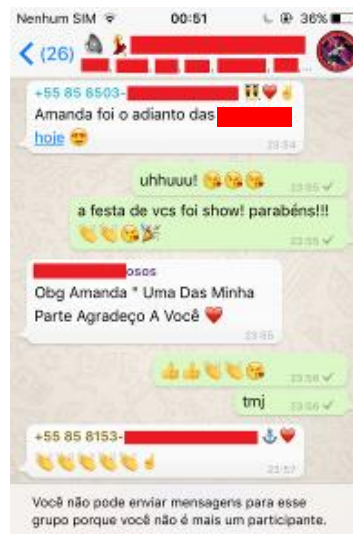 Nenhum SIM 00:51 36%
(26)
+55 85 8503-
Amanda foi o adianto das
hoje
23:54
uhhuuu!
23:55
a festa de vcs foi show! parabéns!!!
23:55
osos
Obg Amanda " Uma Das Minha
Parte Agradeço A Você
23:55
23:56
tmj 23:56
+55 85 8153-
23:57
Você não pode enviar mensagens para esse
grupo porque você não é mais um participante.